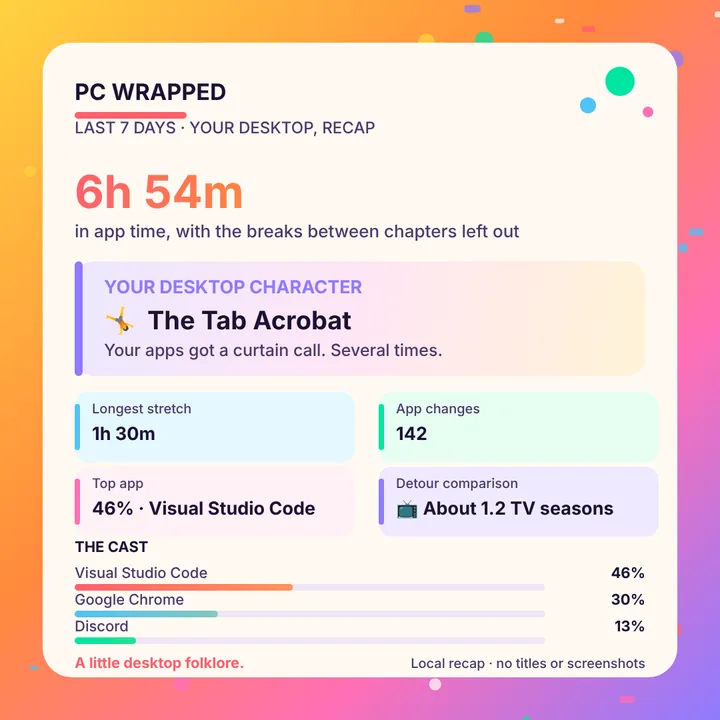 PC WRAPPED
LAST 7 DAYS · YOUR DESKTOP, RECAP
6h 54m
in app time, with the breaks between chapters left out
YOUR DESKTOP CHARACTER
🤸 The Tab Acrobat
Your apps got a curtain call. Several times.
Longest stretch
1h 30m
App changes
142
Top app
46% · Visual Studio Code
Detour comparison
📺 About 1.2 TV seasons
THE CAST
Visual Studio Code 46%
Google Chrome 30%
Discord 13%
A little desktop folklore.
Local recap · no titles or screenshots